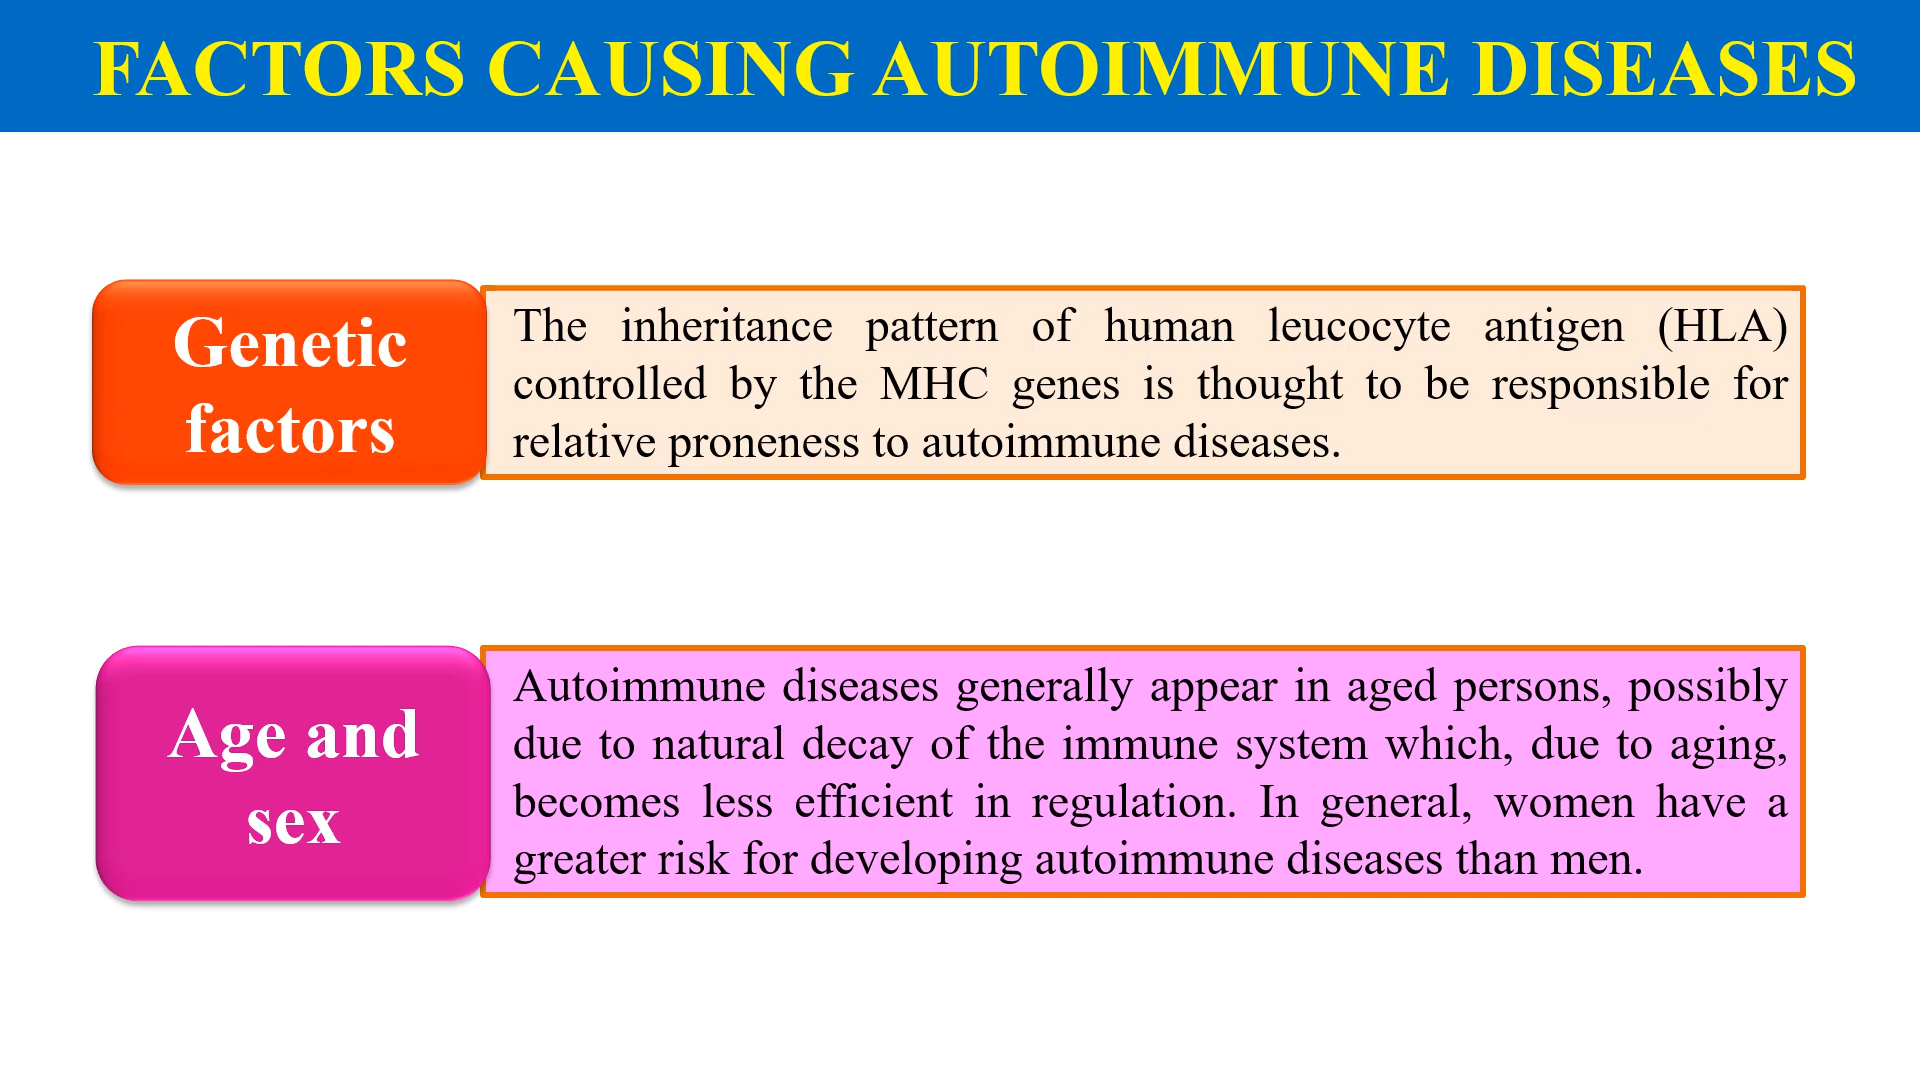 FACTORS CAUSING AUTOIMMUNE DISEASES
Genetic
factors
The inheritance pattern of human leucocyte antigen (HLA)
controlled by the MHC genes is thought to be responsible for
relative proneness to autoimmune diseases.
Age and
sex
Autoimmune diseases generally appear in aged persons, possibly
due to natural decay of the immune system which, due to aging,
becomes less efficient in regulation. In general, women have a
greater risk for developing autoimmune diseases than men.